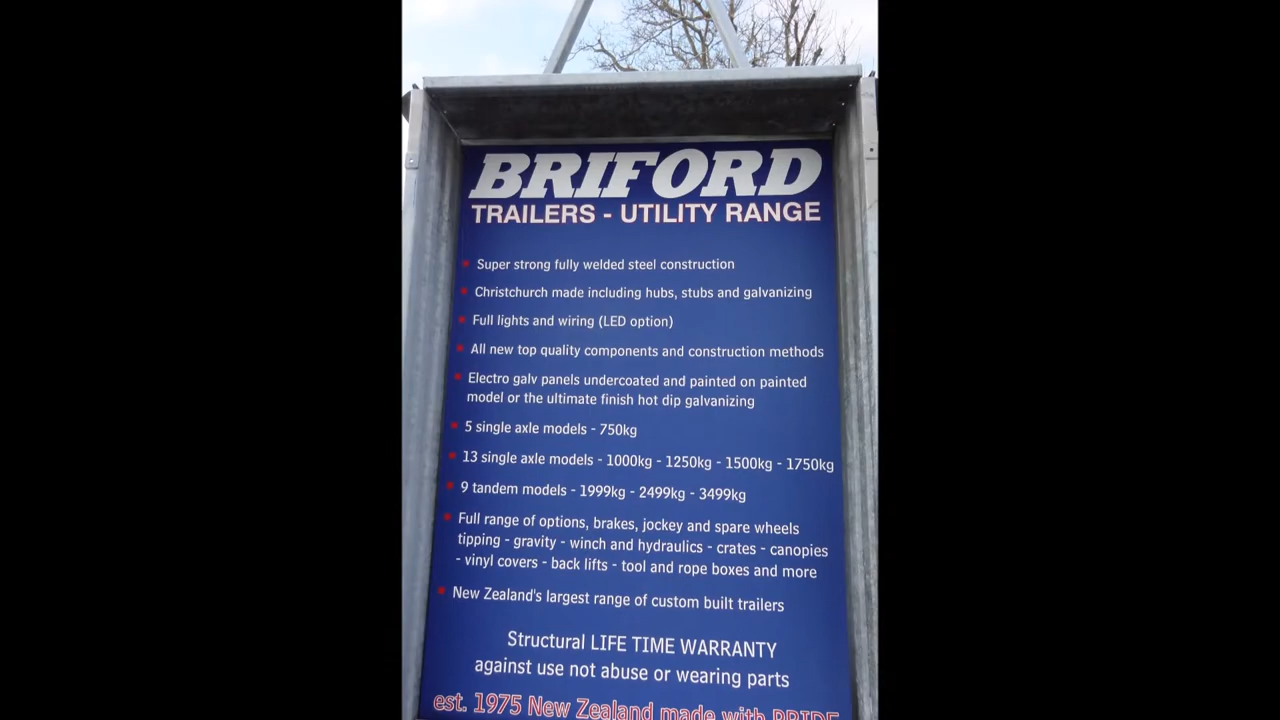 BRIFORD
TRAILERS - UTILITY RANGE
Super strong fully welded steel construction
Christchurch made including hubs, stubs and galvanizing
Full lights and wiring (LED option)
All new top quality components and construction methods
Electro galv panels undercoated and painted on painted
model or the ultimate finish hot dip galvanizing
5 single axle models - 750kg
13 single axle models - 1000kg - 1250kg - 1500kg - 1750kg
9 tandem models - 1999kg - 2499kg - 3499kg
Full range of options, brakes, jockey and spare wheels
tipping - gravity - winch and hydraulics - crates - canopies
- vinyl covers - back lifts - tool and rope boxes and more
New Zealand's largest range of custom built trailers
Structural LIFE TIME WARRANTY
against use not abuse or wearing parts
est. 1975 New Zealand made with PRIDE